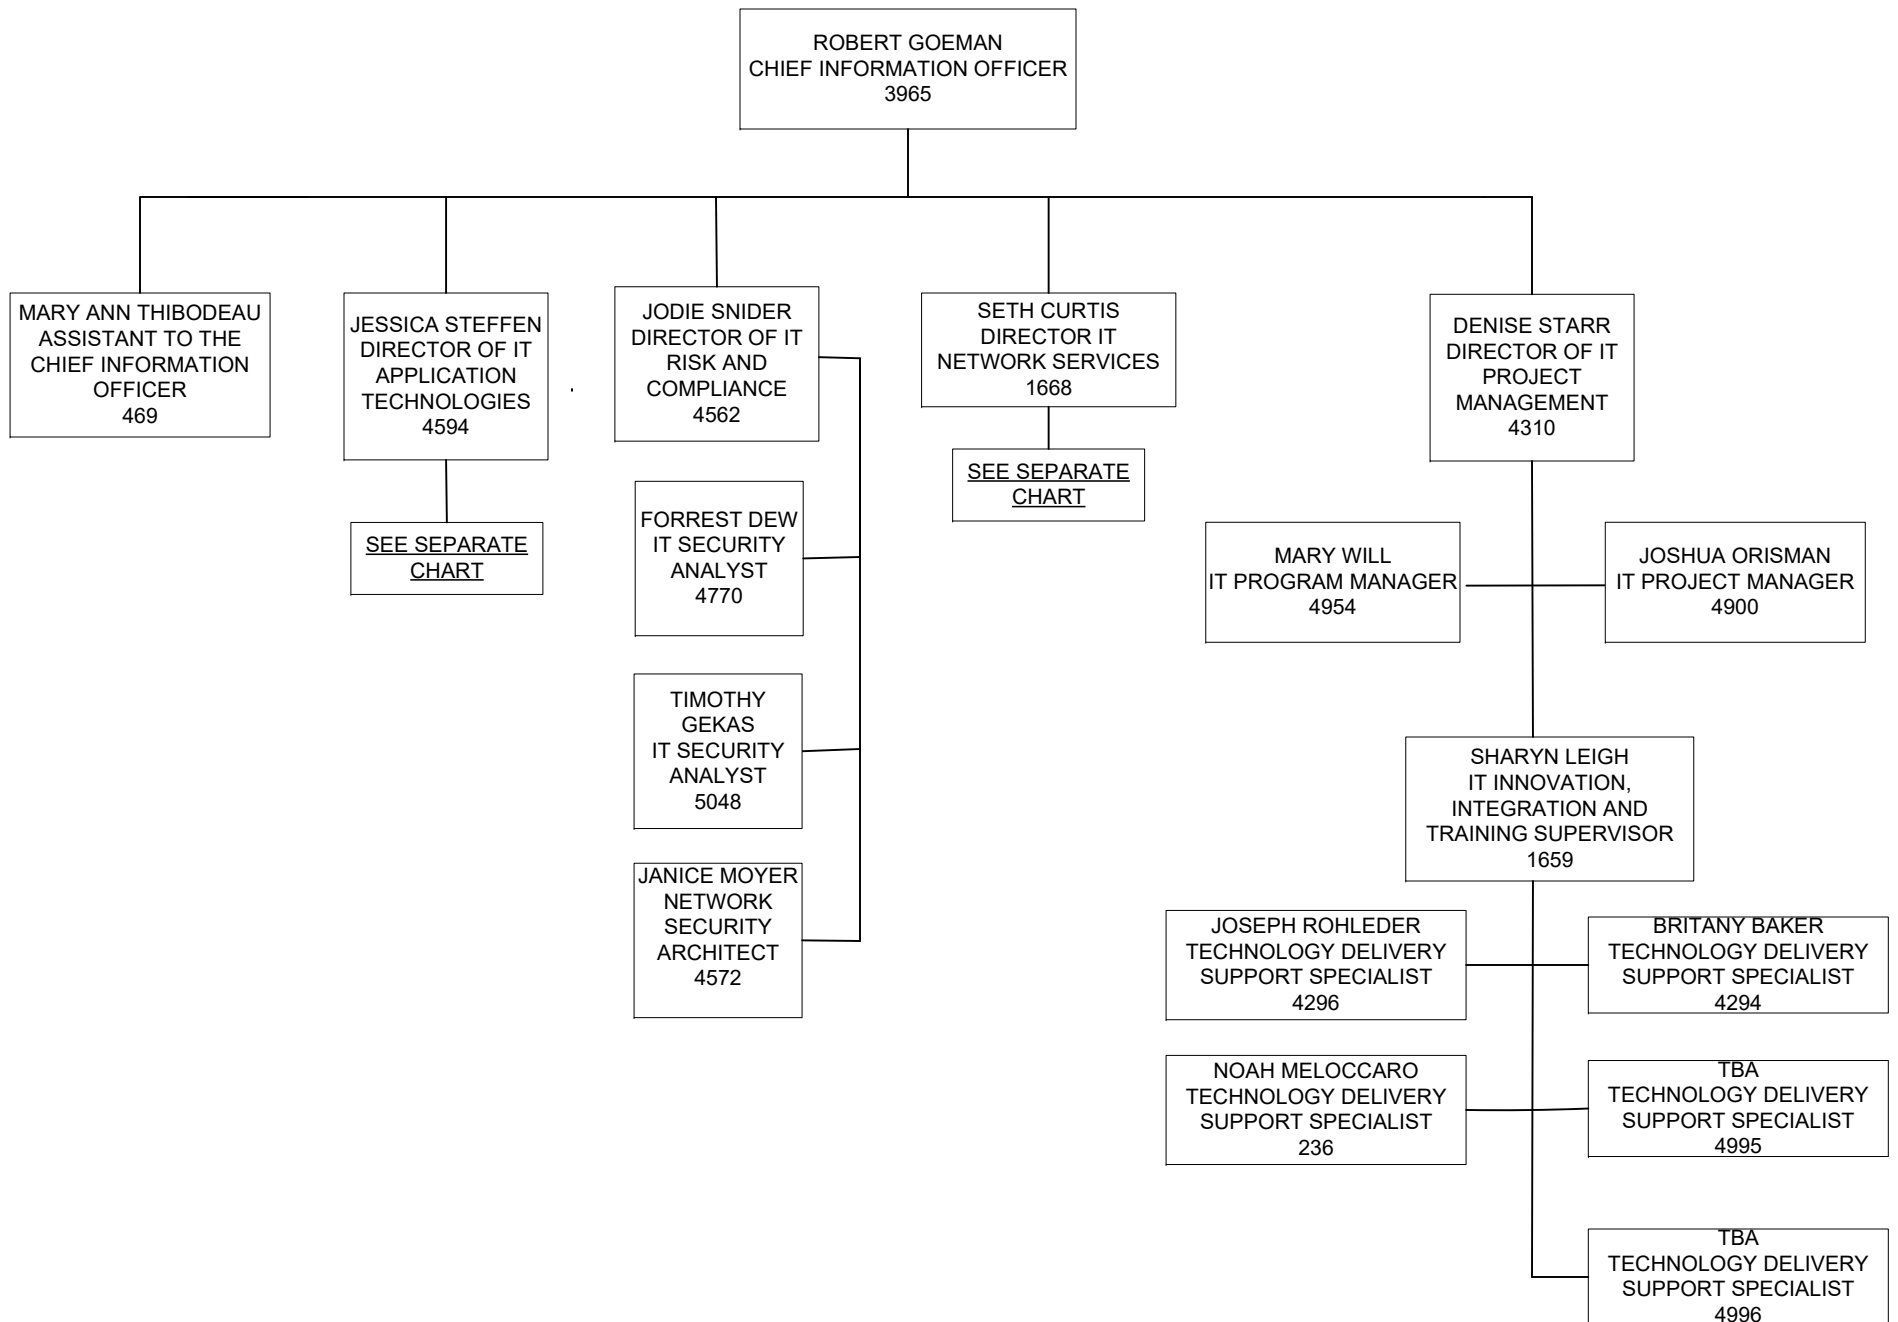 ROBERT GOEMAN
CHIEF INFORMATION OFFICER
3965
MARY ANN THIBODEAU
ASSISTANT TO THE
CHIEF INFORMATION
OFFICER
469
JESSICA STEFFEN
DIRECTOR OF IT
APPLICATION
TECHNOLOGIES
4594
SEE SEPARATE
CHART
JODIE SNIDER
DIRECTOR OF IT
RISK AND
COMPLIANCE
4562
FORREST DEW
IT SECURITY
ANALYST
4770
TIMOTHY
GEKAS
IT SECURITY
ANALYST
5048
JANICE MOYER
NETWORK
SECURITY
ARCHITECT
4572
SETH CURTIS
DIRECTOR IT
NETWORK SERVICES
1668
SEE SEPARATE
CHART
DENISE STARR
DIRECTOR OF IT
PROJECT
MANAGEMENT
4310
MARY WILL
IT PROGRAM MANAGER
4954
JOSHUA ORISMAN
IT PROJECT MANAGER
4900
SHARYN LEIGH
IT INNOVATION,
INTEGRATION AND
TRAINING SUPERVISOR
1659
JOSEPH ROHLEDER
TECHNOLOGY DELIVERY
SUPPORT SPECIALIST
4296
BRITANY BAKER
TECHNOLOGY DELIVERY
SUPPORT SPECIALIST
4294
NOAH MELOCCARO
TECHNOLOGY DELIVERY
SUPPORT SPECIALIST
236
TBA
TECHNOLOGY DELIVERY
SUPPORT SPECIALIST
4995
TBA
TECHNOLOGY DELIVERY
SUPPORT SPECIALIST
4996